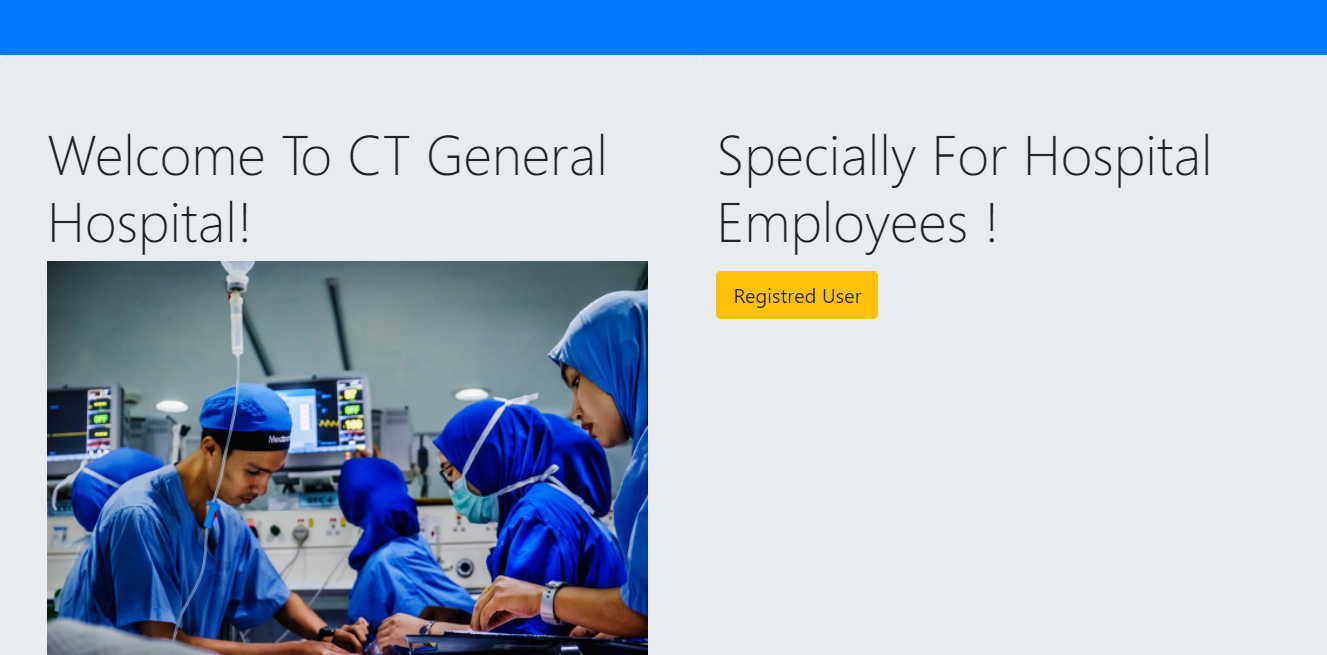 Welcome To CT General
Hospital!
Specially For Hospital
Employees !
Registred User